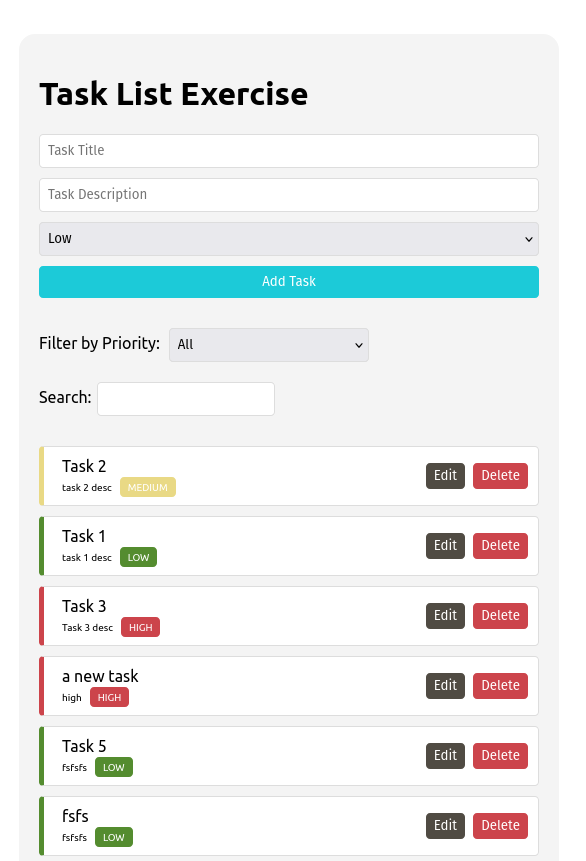 Task List Exercise
Task Title
Task Description
Low
Add Task
Filter by Priority: All
Search:
Task 2
task 2 desc MEDIUM Edit Delete
Task 1
task 1 desc LOW Edit Delete
Task 3
Task 3 desc HIGH Edit Delete
a new task
high HIGH Edit Delete
Task 5
fsfsfs LOW Edit Delete
fsfs
fsfsfs LOW Edit Delete